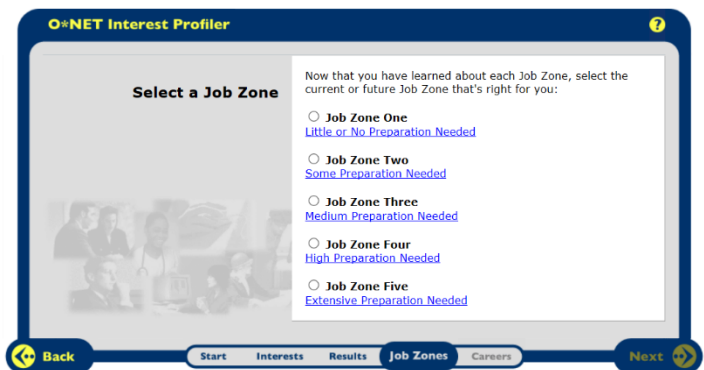 O*NET Interest Profiler
?
Select a Job Zone
Now that you have learned about each Job Zone, select the
current or future Job Zone that's right for you:
Job Zone One
Little or No Preparation Needed
Job Zone Two
Some Preparation Needed
Job Zone Three
Medium Preparation Needed
Job Zone Four
High Preparation Needed
Job Zone Five
Extensive Preparation Needed
Back Start Interests Results Job Zones Careers Next